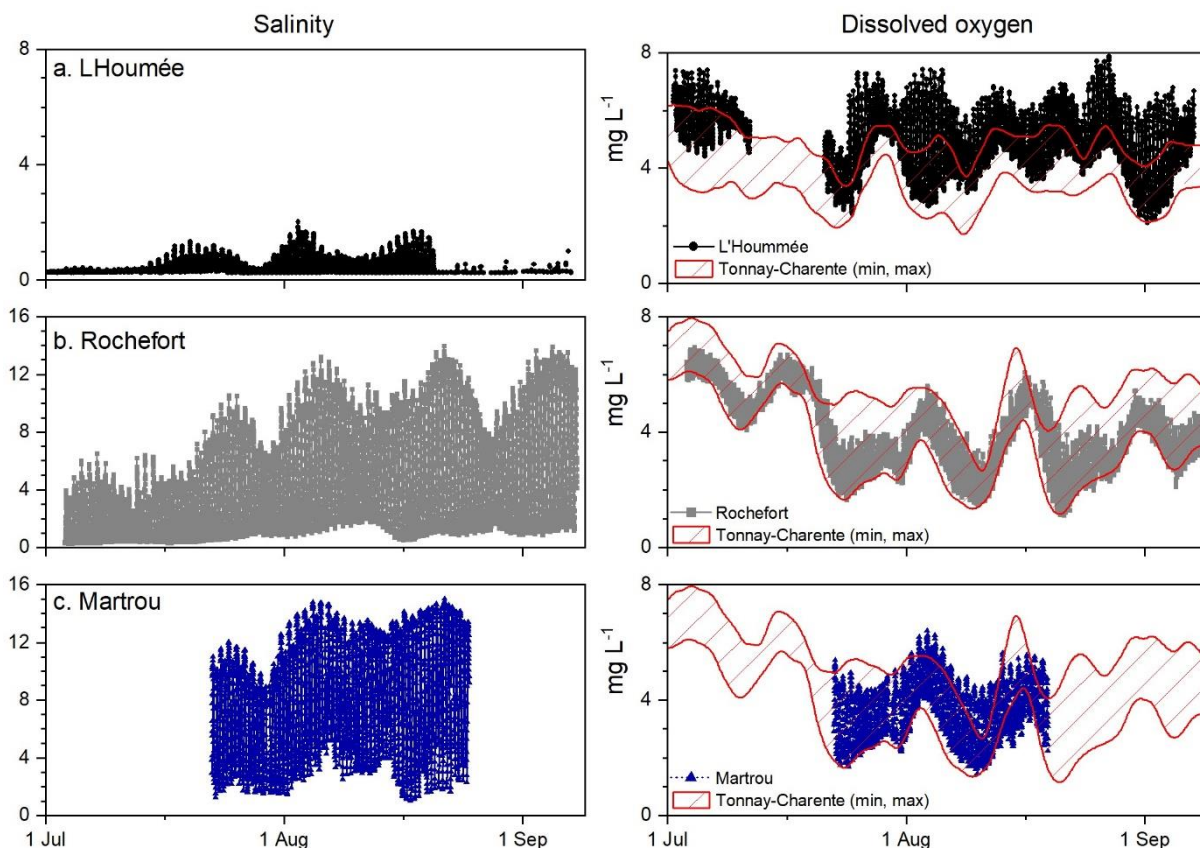 Salinity
Dissolved oxygen
8
a. LHoumée
4
0
8
mg L-1
4
L'Hoummée
Tonnay-Charente (min, max)
0
16
b. Rochefort
12
8
4
0
8
mg L-1
4
Rochefort
Tonnay-Charente (min, max)
0
16
c. Martrou
12
8
4
0
1 Jul
1 Aug
1 Sep
8
mg L-1
4
Martrou
Tonnay-Charente (min, max)
0
1 Jul
1 Aug
1 Sep